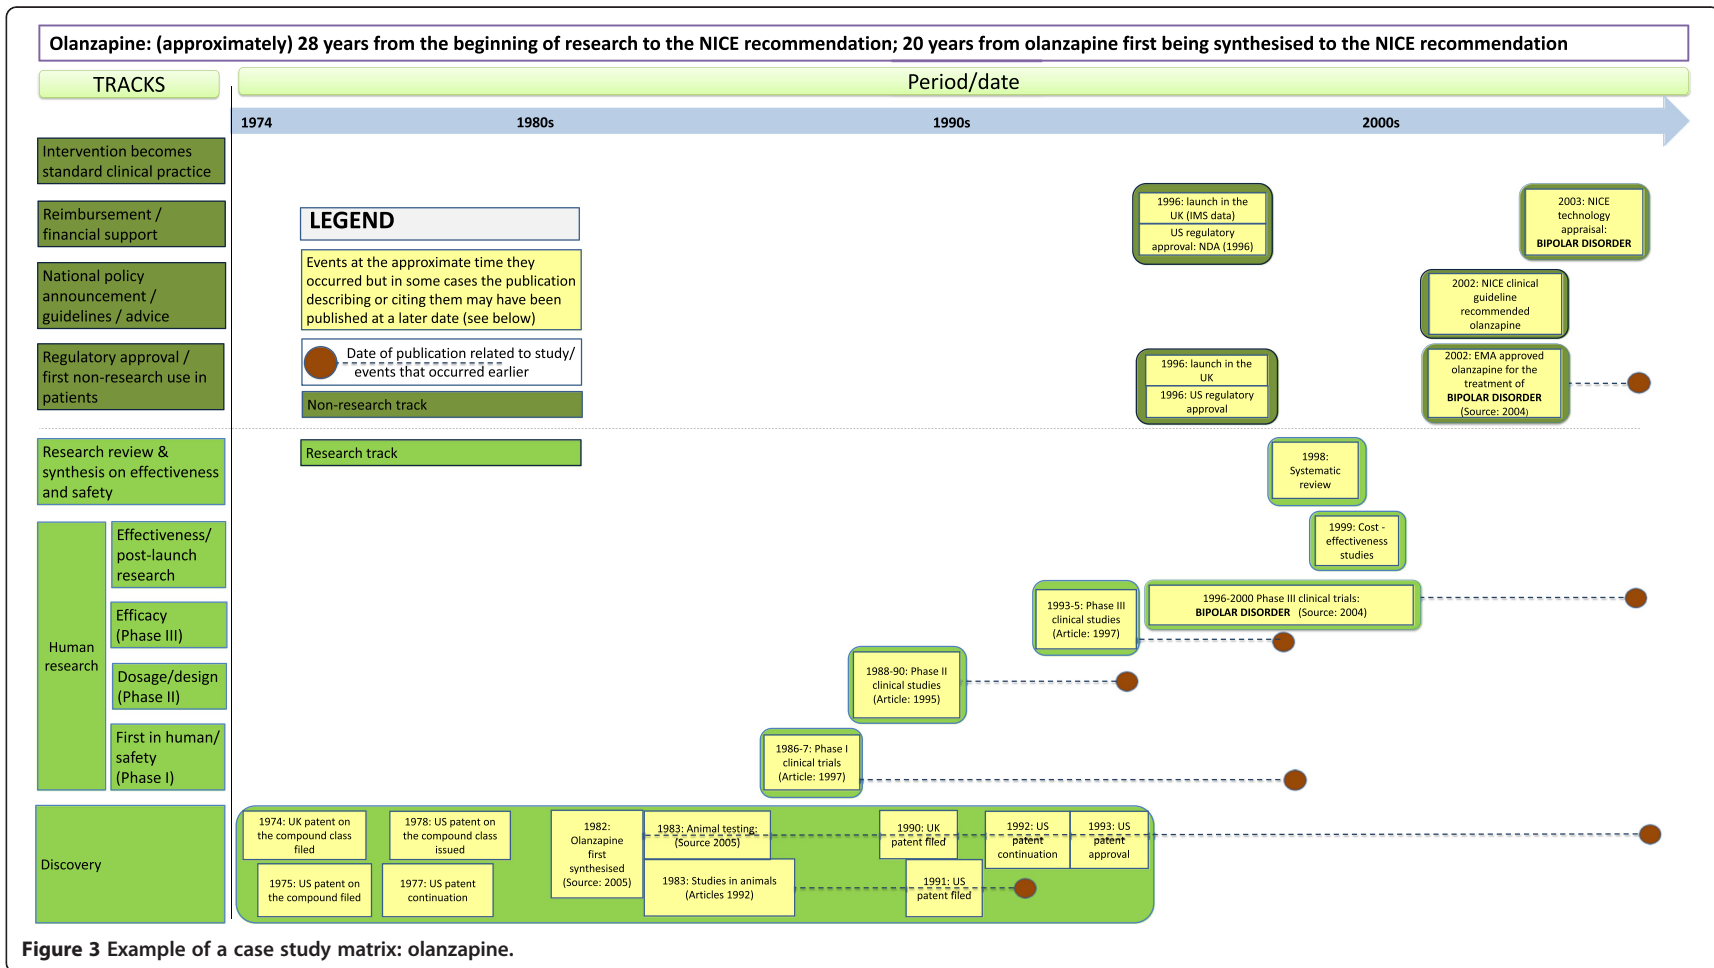 Olanzapine: (approximately) 28 years from the beginning of research to the NICE recommendation; 20 years from olanzapine first being synthesised to the NICE recommendation
TRACKS
Period/date
1974
1980s
1990s
2000s
Intervention becomes
standard clinical practice
Reimbursement /
financial support
National policy
announcement /
guidelines / advice
Regulatory approval /
first non-research use in
patients
LEGEND
Events at the approximate time they
occurred but in some cases the publication
describing or citing them may have been
published at a later date (see below)
Date of publication related to study/
events that occurred earlier
Non-research track
Research track
1996: launch in the
UK (IMS data)
US regulatory
approval: NDA (1996)
2003: NICE
technology
appraisal:
BIPOLAR DISORDER
2002: NICE clinical
guideline
recommended
olanzapine
1996: launch in the
UK
1996: US regulatory
approval
2002: EMA approved
olanzapine for the
treatment of
BIPOLAR DISORDER
(Source: 2004)
Research review &
synthesis on effectiveness
and safety
1998:
Systematic
review
Human
research
Effectiveness/
post-launch
research
1999: Cost -
effectiveness
studies
Efficacy
(Phase III)
1993-5: Phase III
clinical studies
(Article: 1997)
1996-2000 Phase III clinical trials:
BIPOLAR DISORDER (Source: 2004)
Dosage/design
(Phase II)
1988-90: Phase II
clinical studies
(Article: 1995)
First in human/
safety
(Phase I)
1986-7: Phase I
clinical trials
(Article: 1997)
Discovery
1974: UK patent on
the compound class
filed
1978: US patent on
the compound class
issued
1982:
Olanzapine
first
synthesised
(Source: 2005)
1983: Animal testing:
(Source 2005)
1990: UK
patent filed
1992: US
patent
continuation
1993: US
patent
approval
1975: US patent on
the compound filed
1977: US patent
continuation
1983: Studies in animals
(Articles 1992)
1991: US
patent filed
Figure 3 Example of a case study matrix: olanzapine.